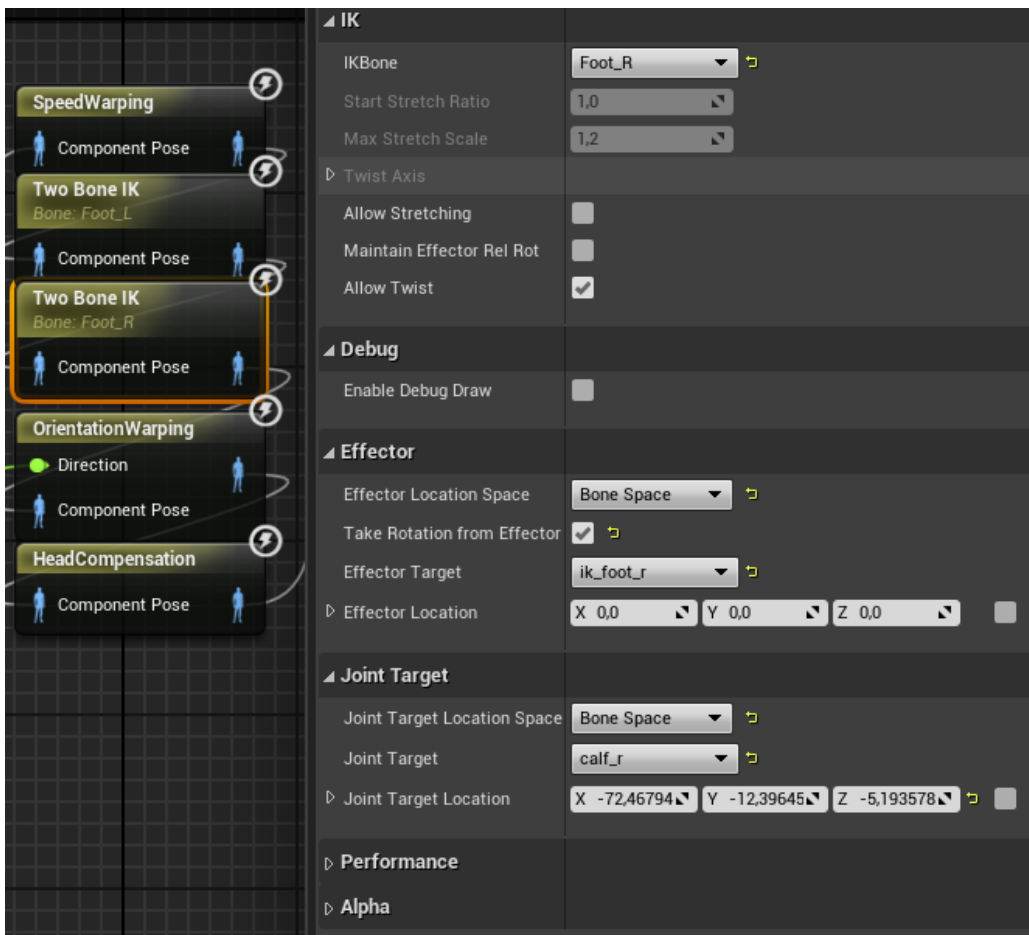 SpeedWarping
Component Pose
Two Bone IK
Bone: Foot_L
Component Pose
Two Bone IK
Bone: Foot_R
Component Pose
OrientationWarping
Direction
Component Pose
HeadCompensation
Component Pose
IK
IKBone Foot_R
Start Stretch Ratio 1,0
Max Stretch Scale 1,2
Twist Axis
Allow Stretching
Maintain Effector Rel Rot
Allow Twist
Debug
Enable Debug Draw
Effector
Effector Location Space Bone Space
Take Rotation from Effector
Effector Target ik_foot_r
Effector Location X 0,0 Y 0,0 Z 0,0
Joint Target
Joint Target Location Space Bone Space
Joint Target calf_r
Joint Target Location X -72,46794 Y -12,39645 Z -5,193578
Performance
Alpha